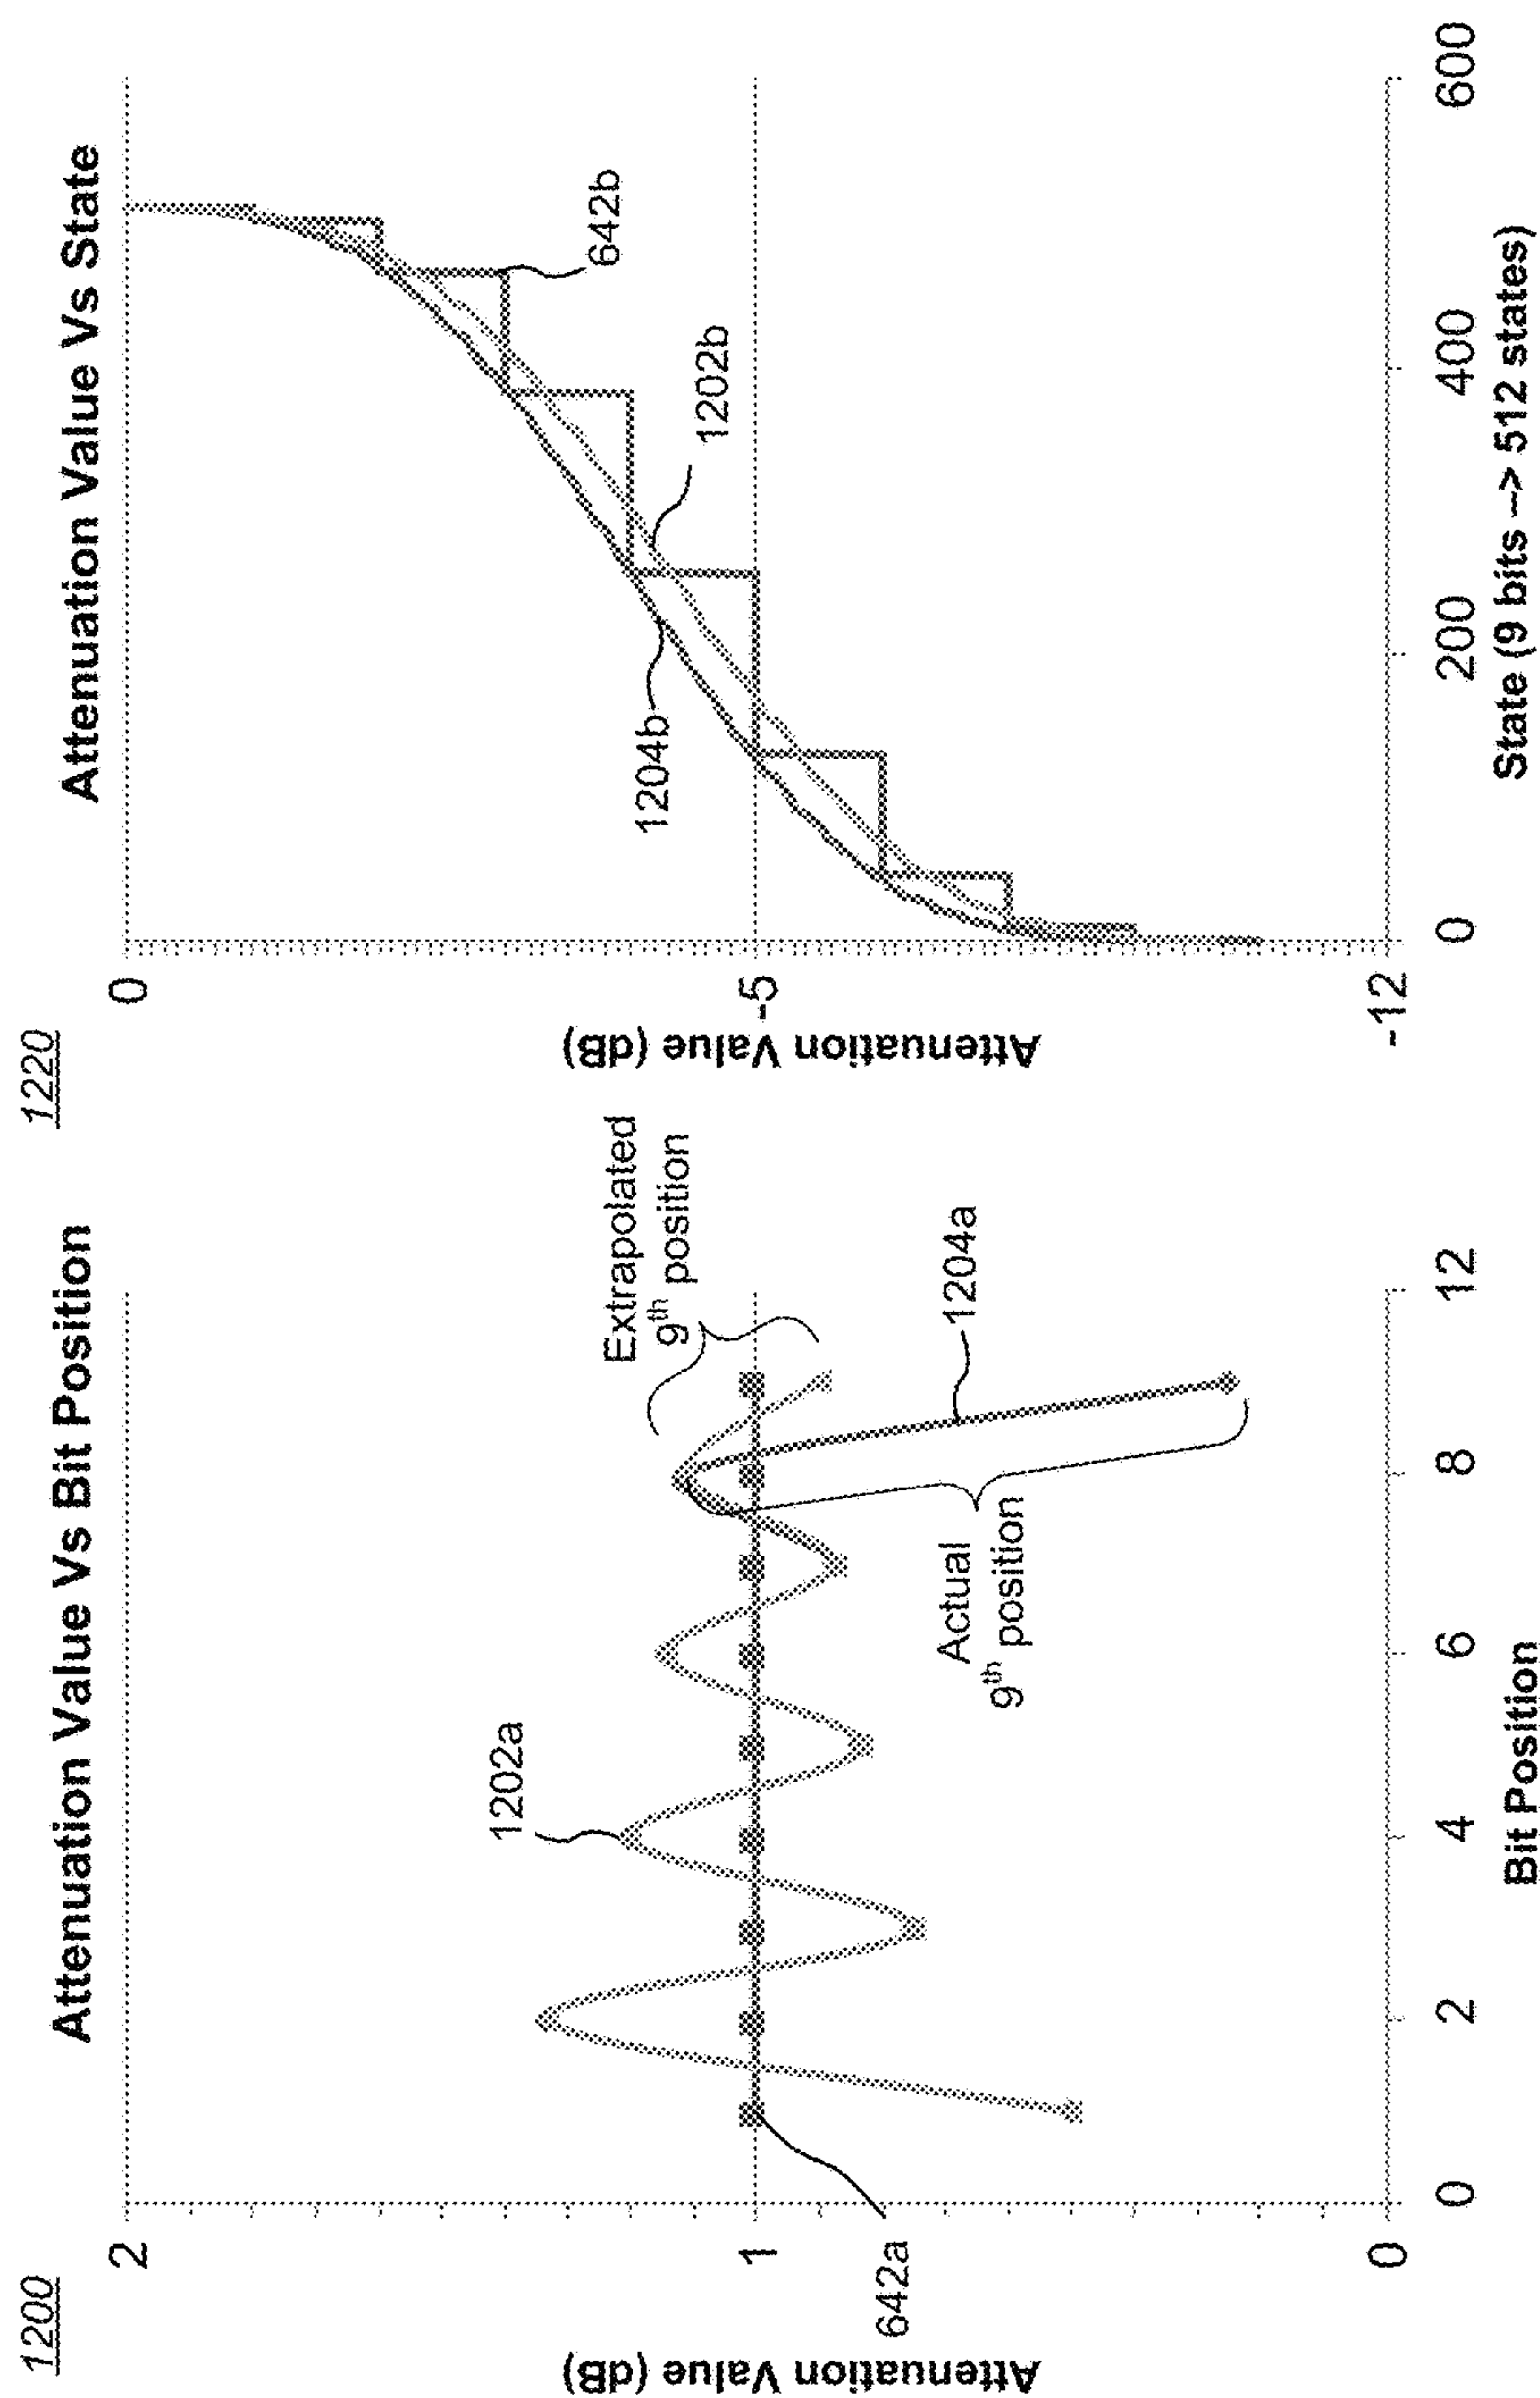 1200
Attenuation Value Vs Bit Position
Attenuation Value (dB)
2
1
0
642a
1202a
Extrapolated
9th position
1204a
Actual
9th position
0
2
4
6
8
12
Bit Position
1220
Attenuation Value Vs State
Attenuation Value (dB)
0
-5
-12
1204b
1202b
642b
0
200
400
600
State (9 bits --> 512 states)